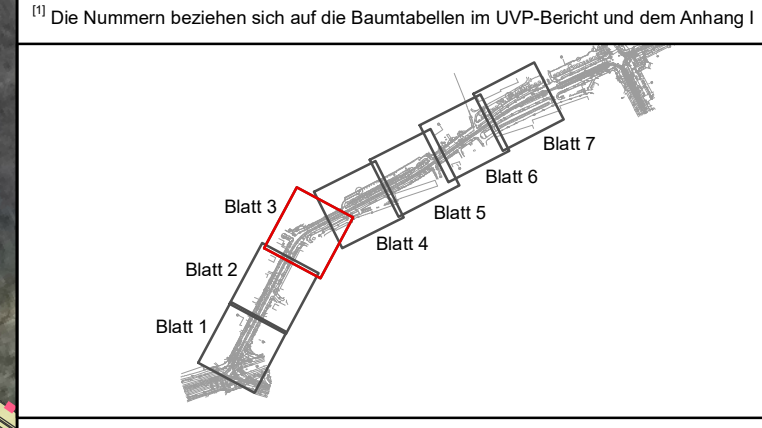 [1] Die Nummern beziehen sich auf die Baumtabellen im UVP-Bericht und dem Anhang I
Blatt 7
Blatt 6
Blatt 3
Blatt 5
Blatt 4
Blatt 2
Blatt 1